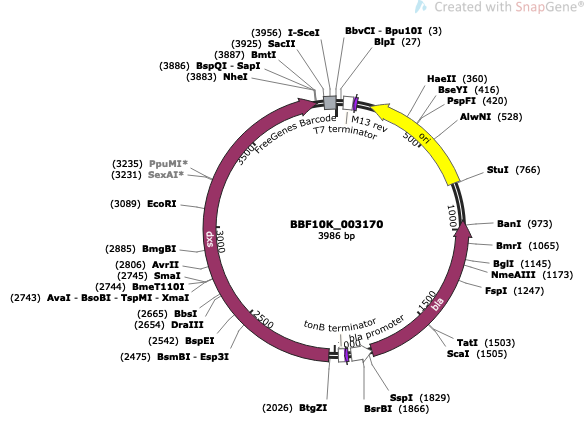 Created with SnapGene®
(3956) I-SceI
BbvCI - Bpu10I (3)
(3925) SacII
BlpI (27)
(3887) BmtI
(3886) BspQI - SapI
(3883) NheI
HaeII (360)
BseYI (416)
PspFI (420)
AlwNI (528)
FreeGenes Barcode
M13 rev
T7 terminator
ori
500
3500
(3235) PpuMI*
(3231) SexAI*
StuI (766)
(3089) EcoRI
1000
BanI (973)
BBF10K_003170
3986 bp
dxs
3000
BmrI (1065)
(2885) BmgBI
BglI (1145)
(2806) AvrII
NmeAIII (1173)
(2745) SmaI
(2744) BmeT110I
FspI (1247)
(2743) AvaI - BsoBI - TspMI - XmaI
1500
bla
(2665) BbsI
(2654) DraIII
2500
tonB terminator
bla promoter
(2542) BspEI
TatI (1503)
(2475) BsmBI - Esp3I
ScaI (1505)
SspI (1829)
(2026) BtgZI
BsrBI (1866)